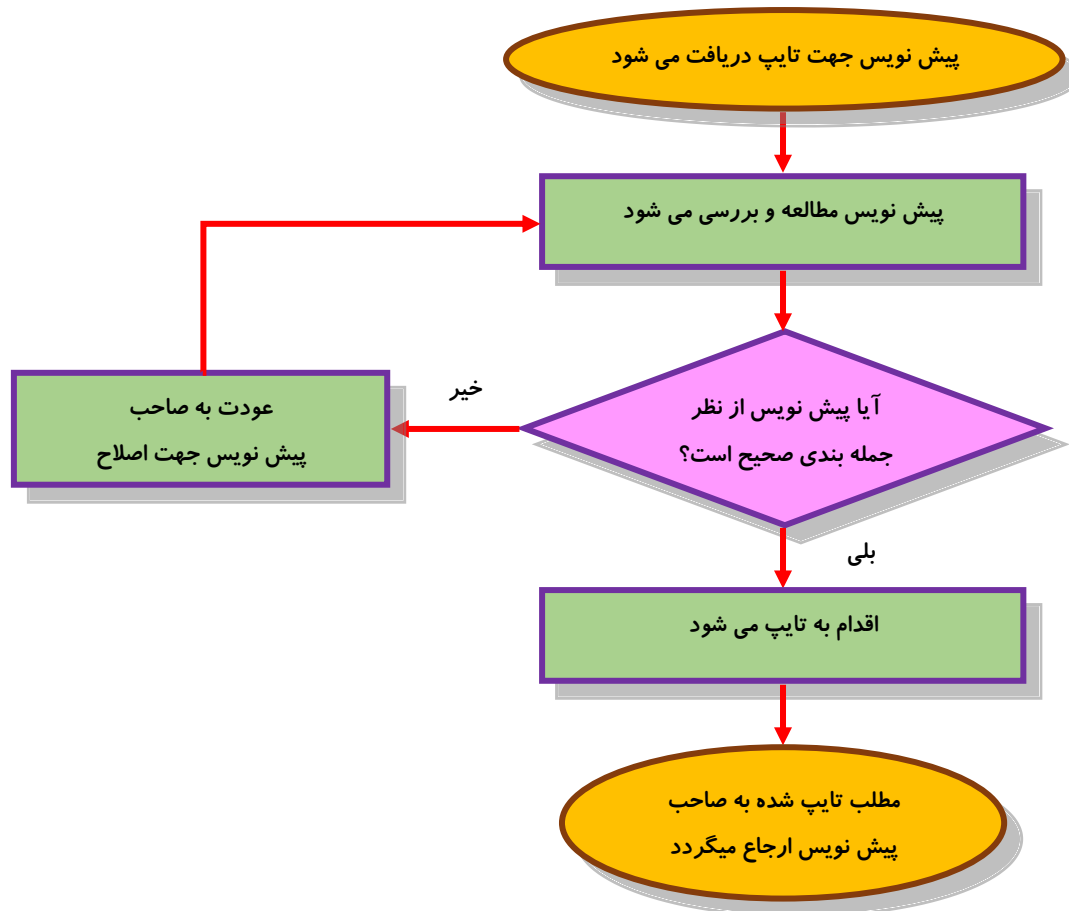 پیش نویس جهت تایپ دریافت می شود
پیش نویس مطالعه و بررسی می شود
آیا پیش نویس از نظر
جمله بندی صحیح است؟
خیر
عودت به صاحب
پیش نویس جهت اصلاح
بلی
اقدام به تایپ می شود
مطلب تایپ شده به صاحب
پیش نویس ارجاع میگردد